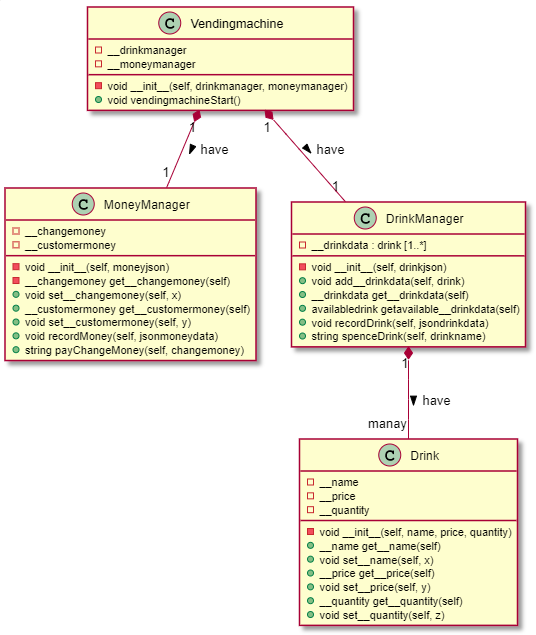 C Vendingmachine
__drinkmanager
__moneymanager
void __init__(self, drinkmanager, moneymanager)
void vendingmachineStart()
1
1
have
have
1
1
C MoneyManager
__changemoney
__customermoney
void __init__(self, moneyjson)
__changemoney get__changemoney(self)
void set__changemoney(self, x)
__customermoney get__customermoney(self)
void set__customermoney(self, y)
void recordMoney(self, jsonmoneydata)
string payChangeMoney(self, changemoney)
C DrinkManager
__drinkdata : drink [1..*]
void __init__(self, drinkjson)
void add__drinkdata(self, drink)
__drinkdata get__drinkdata(self)
availabledrink getavailable__drinkdata(self)
void recordDrink(self, jsondrinkdata)
string spenceDrink(self, drinkname)
1
have
manay
C Drink
__name
__price
__quantity
void __init__(self, name, price, quantity)
__name get__name(self)
void set__name(self, x)
__price get__price(self)
void set__price(self, y)
__quantity get__quantity(self)
void set__quantity(self, z)